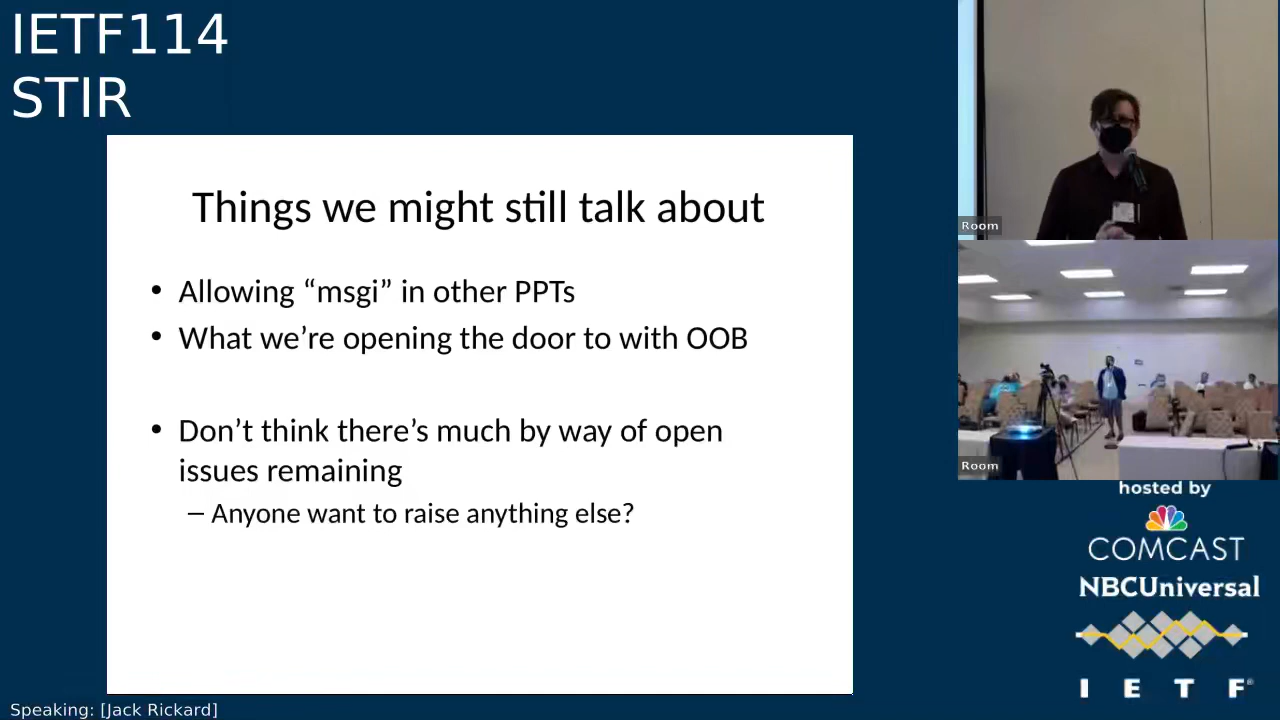 IETF114
STIR
Things we might still talk about
• Allowing “msgi” in other PPTs
• What we’re opening the door to with OOB
• Don’t think there’s much by way of open
issues remaining
– Anyone want to raise anything else?
Room
Room
hosted by
COMCAST
NBCUniversal
I E T F®
Speaking: [Jack Rickard]